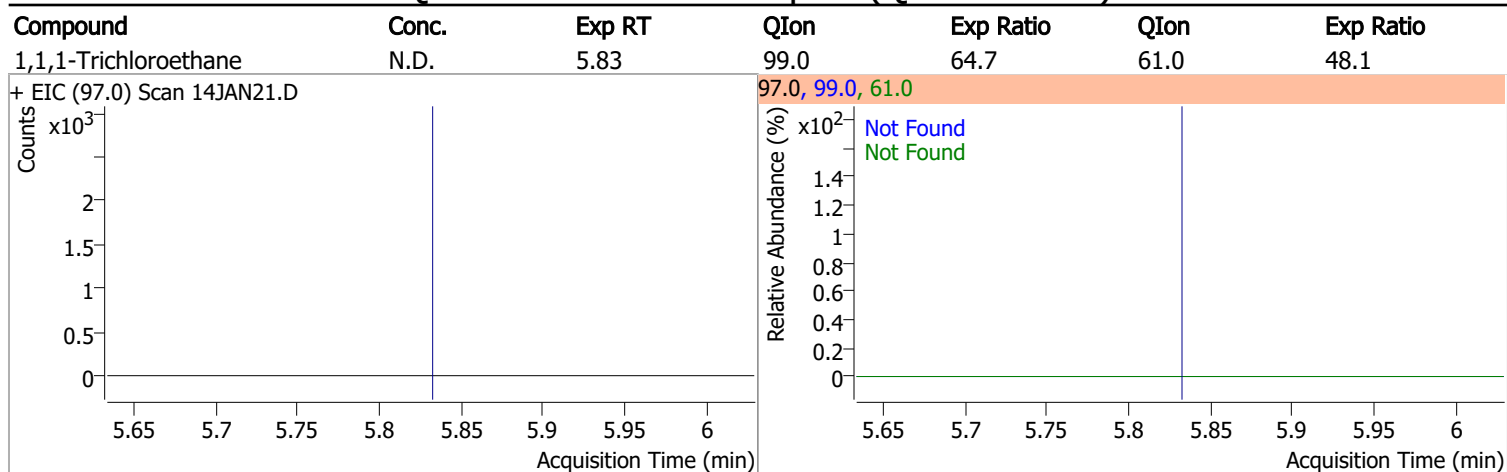 Compound Conc. Exp RT QIon Exp Ratio QIon Exp Ratio
1,1,1-Trichloroethane N.D. 5.83 99.0 64.7 61.0 48.1
+ EIC (97.0) Scan 14JAN21.D
Counts
x10³
2
1.5
1
0.5
0
5.65 5.7 5.75 5.8 5.85 5.9 5.95 6
Acquisition Time (min)
97.0, 99.0, 61.0
Relative Abundance (%)
x10²
Not Found
Not Found
1.4
1.2
1
0.8
0.6
0.4
0.2
0
5.65 5.7 5.75 5.8 5.85 5.9 5.95 6
Acquisition Time (min)